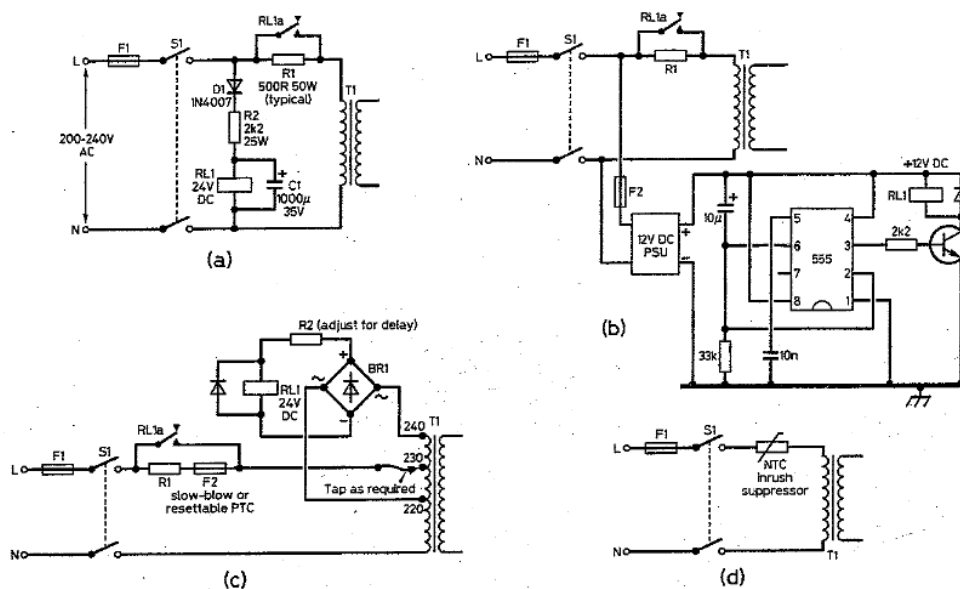 RL1a
L
F1
S1
R1
500R 50W
(typical)
D1
1N4007
T1
200-240V
AC
R2
2k2
25W
RL1
24V
DC
+
C1
1000μ
35V
N
(a)
RL1a
L
F1
S1
R1
T1
N
F2
+12V DC
RL1
12V DC
PSU
+
-
+
10μ
5
4
6
3
2k2
555
7
2
8
1
33k
10n
(b)
R2 (adjust for delay)
RL1
24V
DC
+
BR1
~
~
-
T1
240
230
220
RL1a
L
F1
S1
R1
F2
slow-blow or
resettable PTC
Tap as required
N
(c)
L
F1
S1
NTC
inrush
suppressor
N
T1
(d)